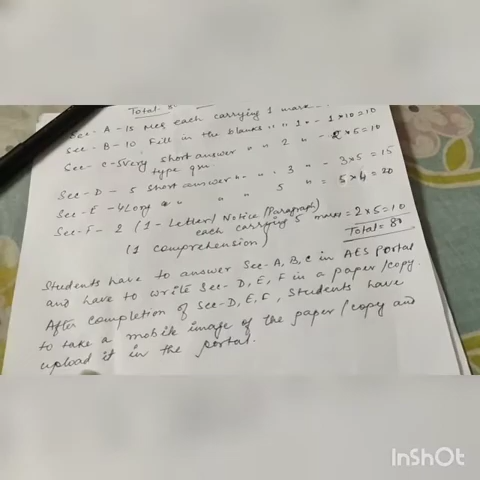 Total - 8
Sec - A - 15 MCQ each carrying 1 mark -
Sec - B - 10 Fill in the blanks " " 1 " - 1 x 10 = 10
Sec - C - 5 Very short answer " " 2 " - 2 x 5 = 10
type qn.
Sec - D - 5 Short answer " " 3 " - 3 x 5 = 15
Sec - E - 4 Long " " 5 " = 5 x 4 = 20
Sec - F - 2 (1 - Letter / Notice / Paragraph)
each carrying 5 marks = 2 x 5 = 10
(1 comprehension)
Total = 80
Students have to answer Sec - A, B, C in AES Portal
and have to write Sec - D, E, F in a paper / copy.
After completion of Sec - D, E, F, Students have
to take a mobile image of the paper / copy and
upload it in the portal.
InShOt